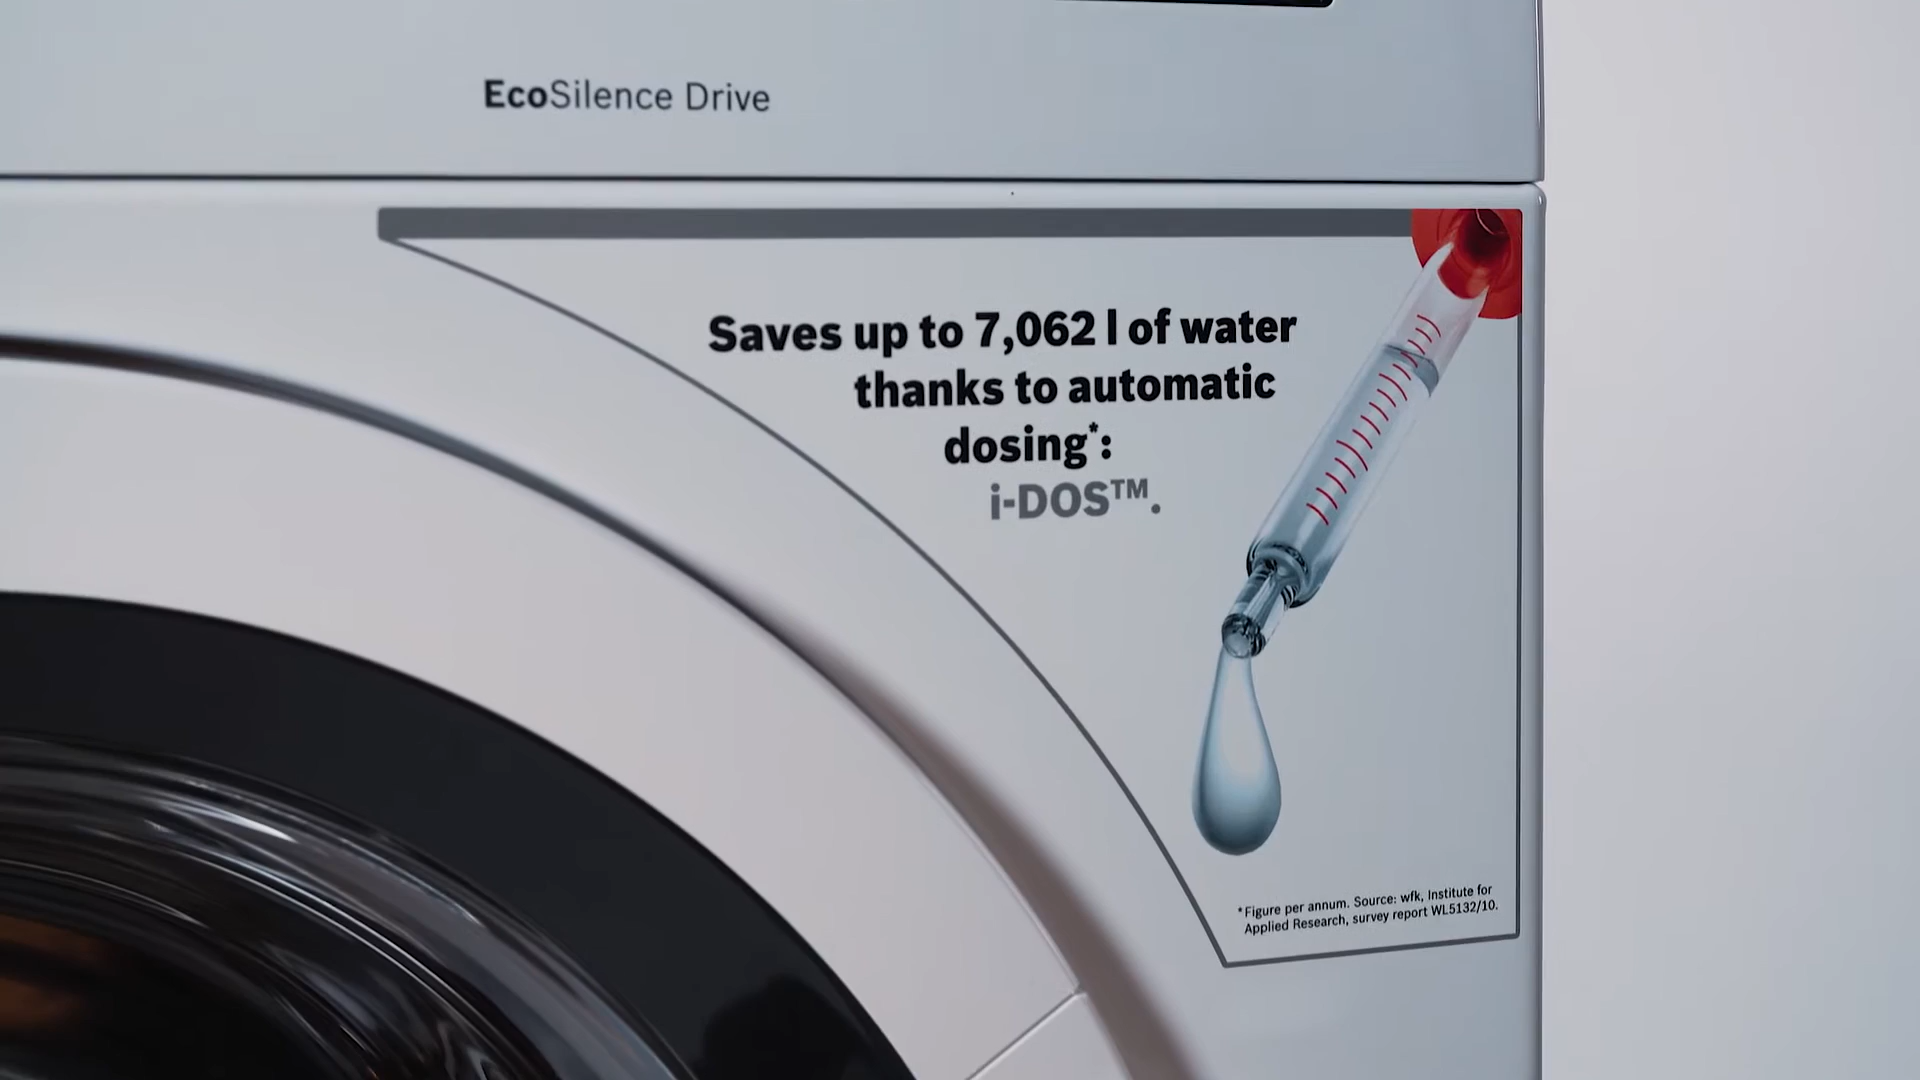 EcoSilence Drive
Saves up to 7,062 l of water
thanks to automatic
dosing*:
i-DOS™.
*Figure per annum. Source: wfk, Institute for
Applied Research, survey report WL5132/10.